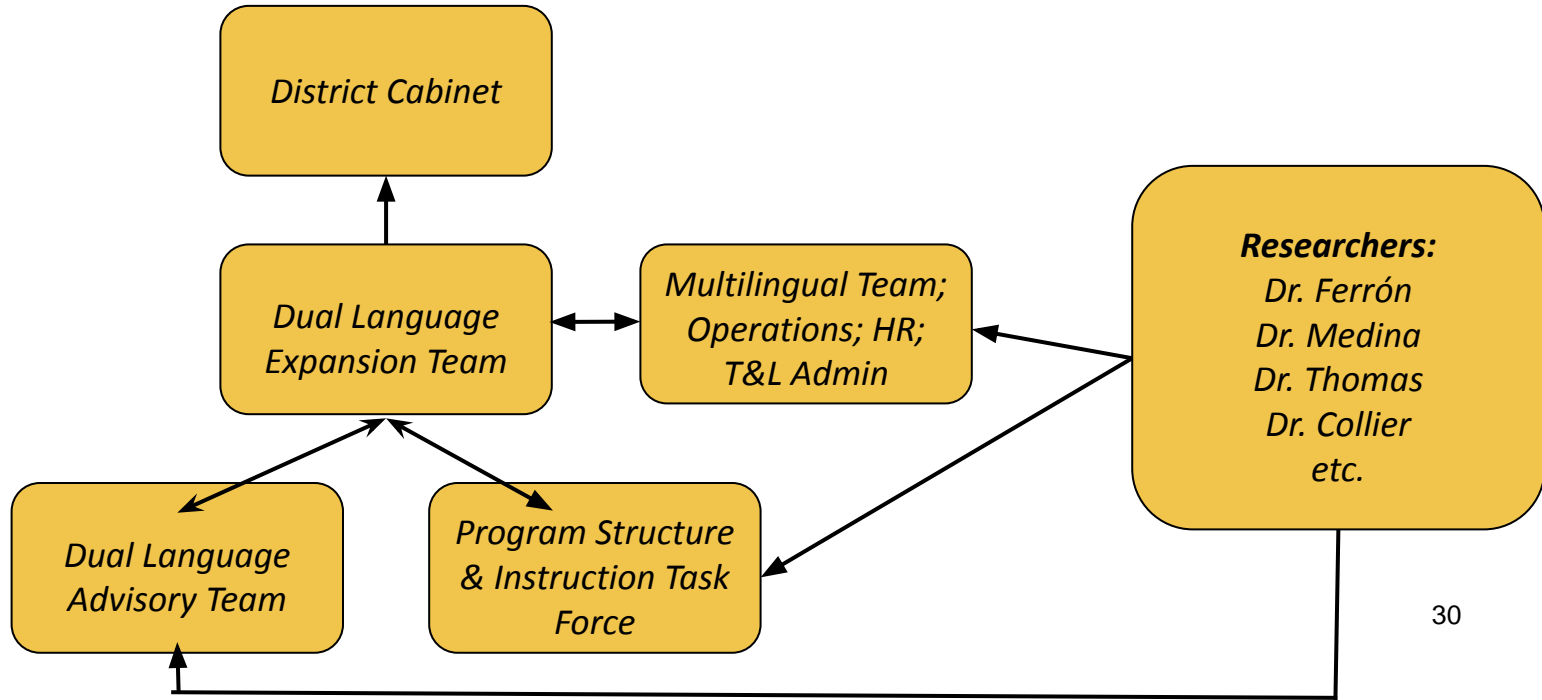 District Cabinet
Dual Language
Expansion Team
Multilingual Team;
Operations; HR;
T&L Admin
Researchers:
Dr. Ferrón
Dr. Medina
Dr. Thomas
Dr. Collier
etc.
Dual Language
Advisory Team
Program Structure
& Instruction Task
Force
30